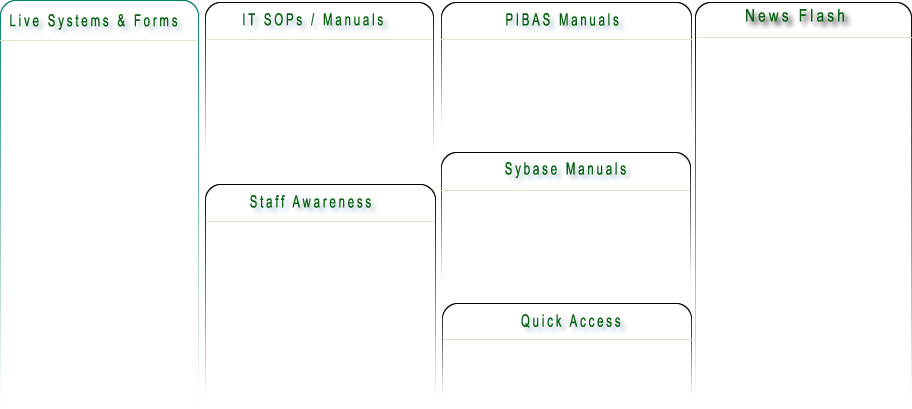 Live Systems & Forms
IT SOPs / Manuals
PIBAS Manuals
News Flash
Sybase Manuals
Staff Awareness
Quick Access